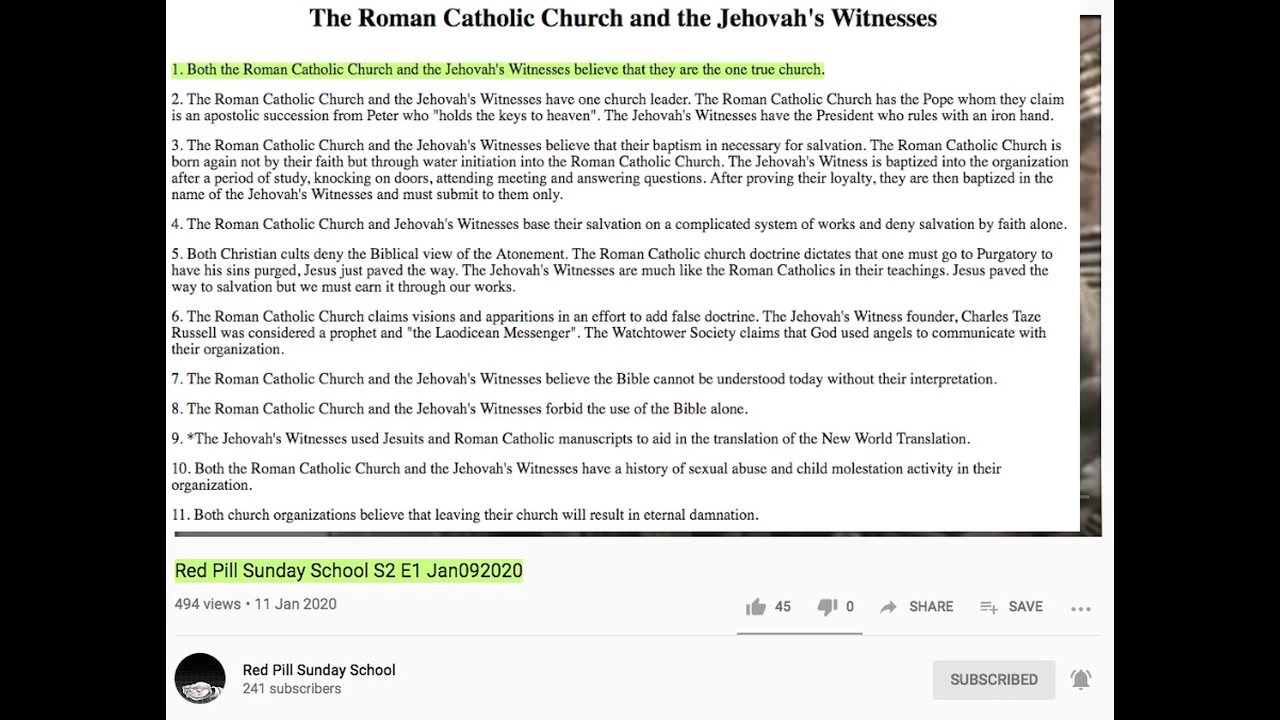 The Roman Catholic Church and the Jehovah's Witnesses
1. Both the Roman Catholic Church and the Jehovah's Witnesses believe that they are the one true church.
2. The Roman Catholic Church and the Jehovah's Witnesses have one church leader. The Roman Catholic Church has the Pope whom they claim
is an apostolic succession from Peter who "holds the keys to heaven". The Jehovah's Witnesses have the President who rules with an iron hand.
3. The Roman Catholic Church and the Jehovah's Witnesses believe that their baptism in necessary for salvation. The Roman Catholic Church is
born again not by their faith but through water initiation into the Roman Catholic Church. The Jehovah's Witness is baptized into the organization
after a period of study, knocking on doors, attending meeting and answering questions. After proving their loyalty, they are then baptized in the
name of the Jehovah's Witnesses and must submit to them only.
4. The Roman Catholic Church and Jehovah's Witnesses base their salvation on a complicated system of works and deny salvation by faith alone.
5. Both Christian cults deny the Biblical view of the Atonement. The Roman Catholic church doctrine dictates that one must go to Purgatory to
have his sins purged, Jesus just paved the way. The Jehovah's Witnesses are much like the Roman Catholics in their teachings. Jesus paved the
way to salvation but we must earn it through our works.
6. The Roman Catholic Church claims visions and apparitions in an effort to add false doctrine. The Jehovah's Witness founder, Charles Taze
Russell was considered a prophet and "the Laodicean Messenger". The Watchtower Society claims that God used angels to communicate with
their organization.
7. The Roman Catholic Church and the Jehovah's Witnesses believe the Bible cannot be understood today without their interpretation.
8. The Roman Catholic Church and the Jehovah's Witnesses forbid the use of the Bible alone.
9. *The Jehovah's Witnesses used Jesuits and Roman Catholic manuscripts to aid in the translation of the New World Translation.
10. Both the Roman Catholic Church and the Jehovah's Witnesses have a history of sexual abuse and child molestation activity in their
organization.
11. Both church organizations believe that leaving their church will result in eternal damnation.
Red Pill Sunday School S2 E1 Jan092020
494 views • 11 Jan 2020
45 0 SHARE SAVE
Red Pill Sunday School
241 subscribers
SUBSCRIBED